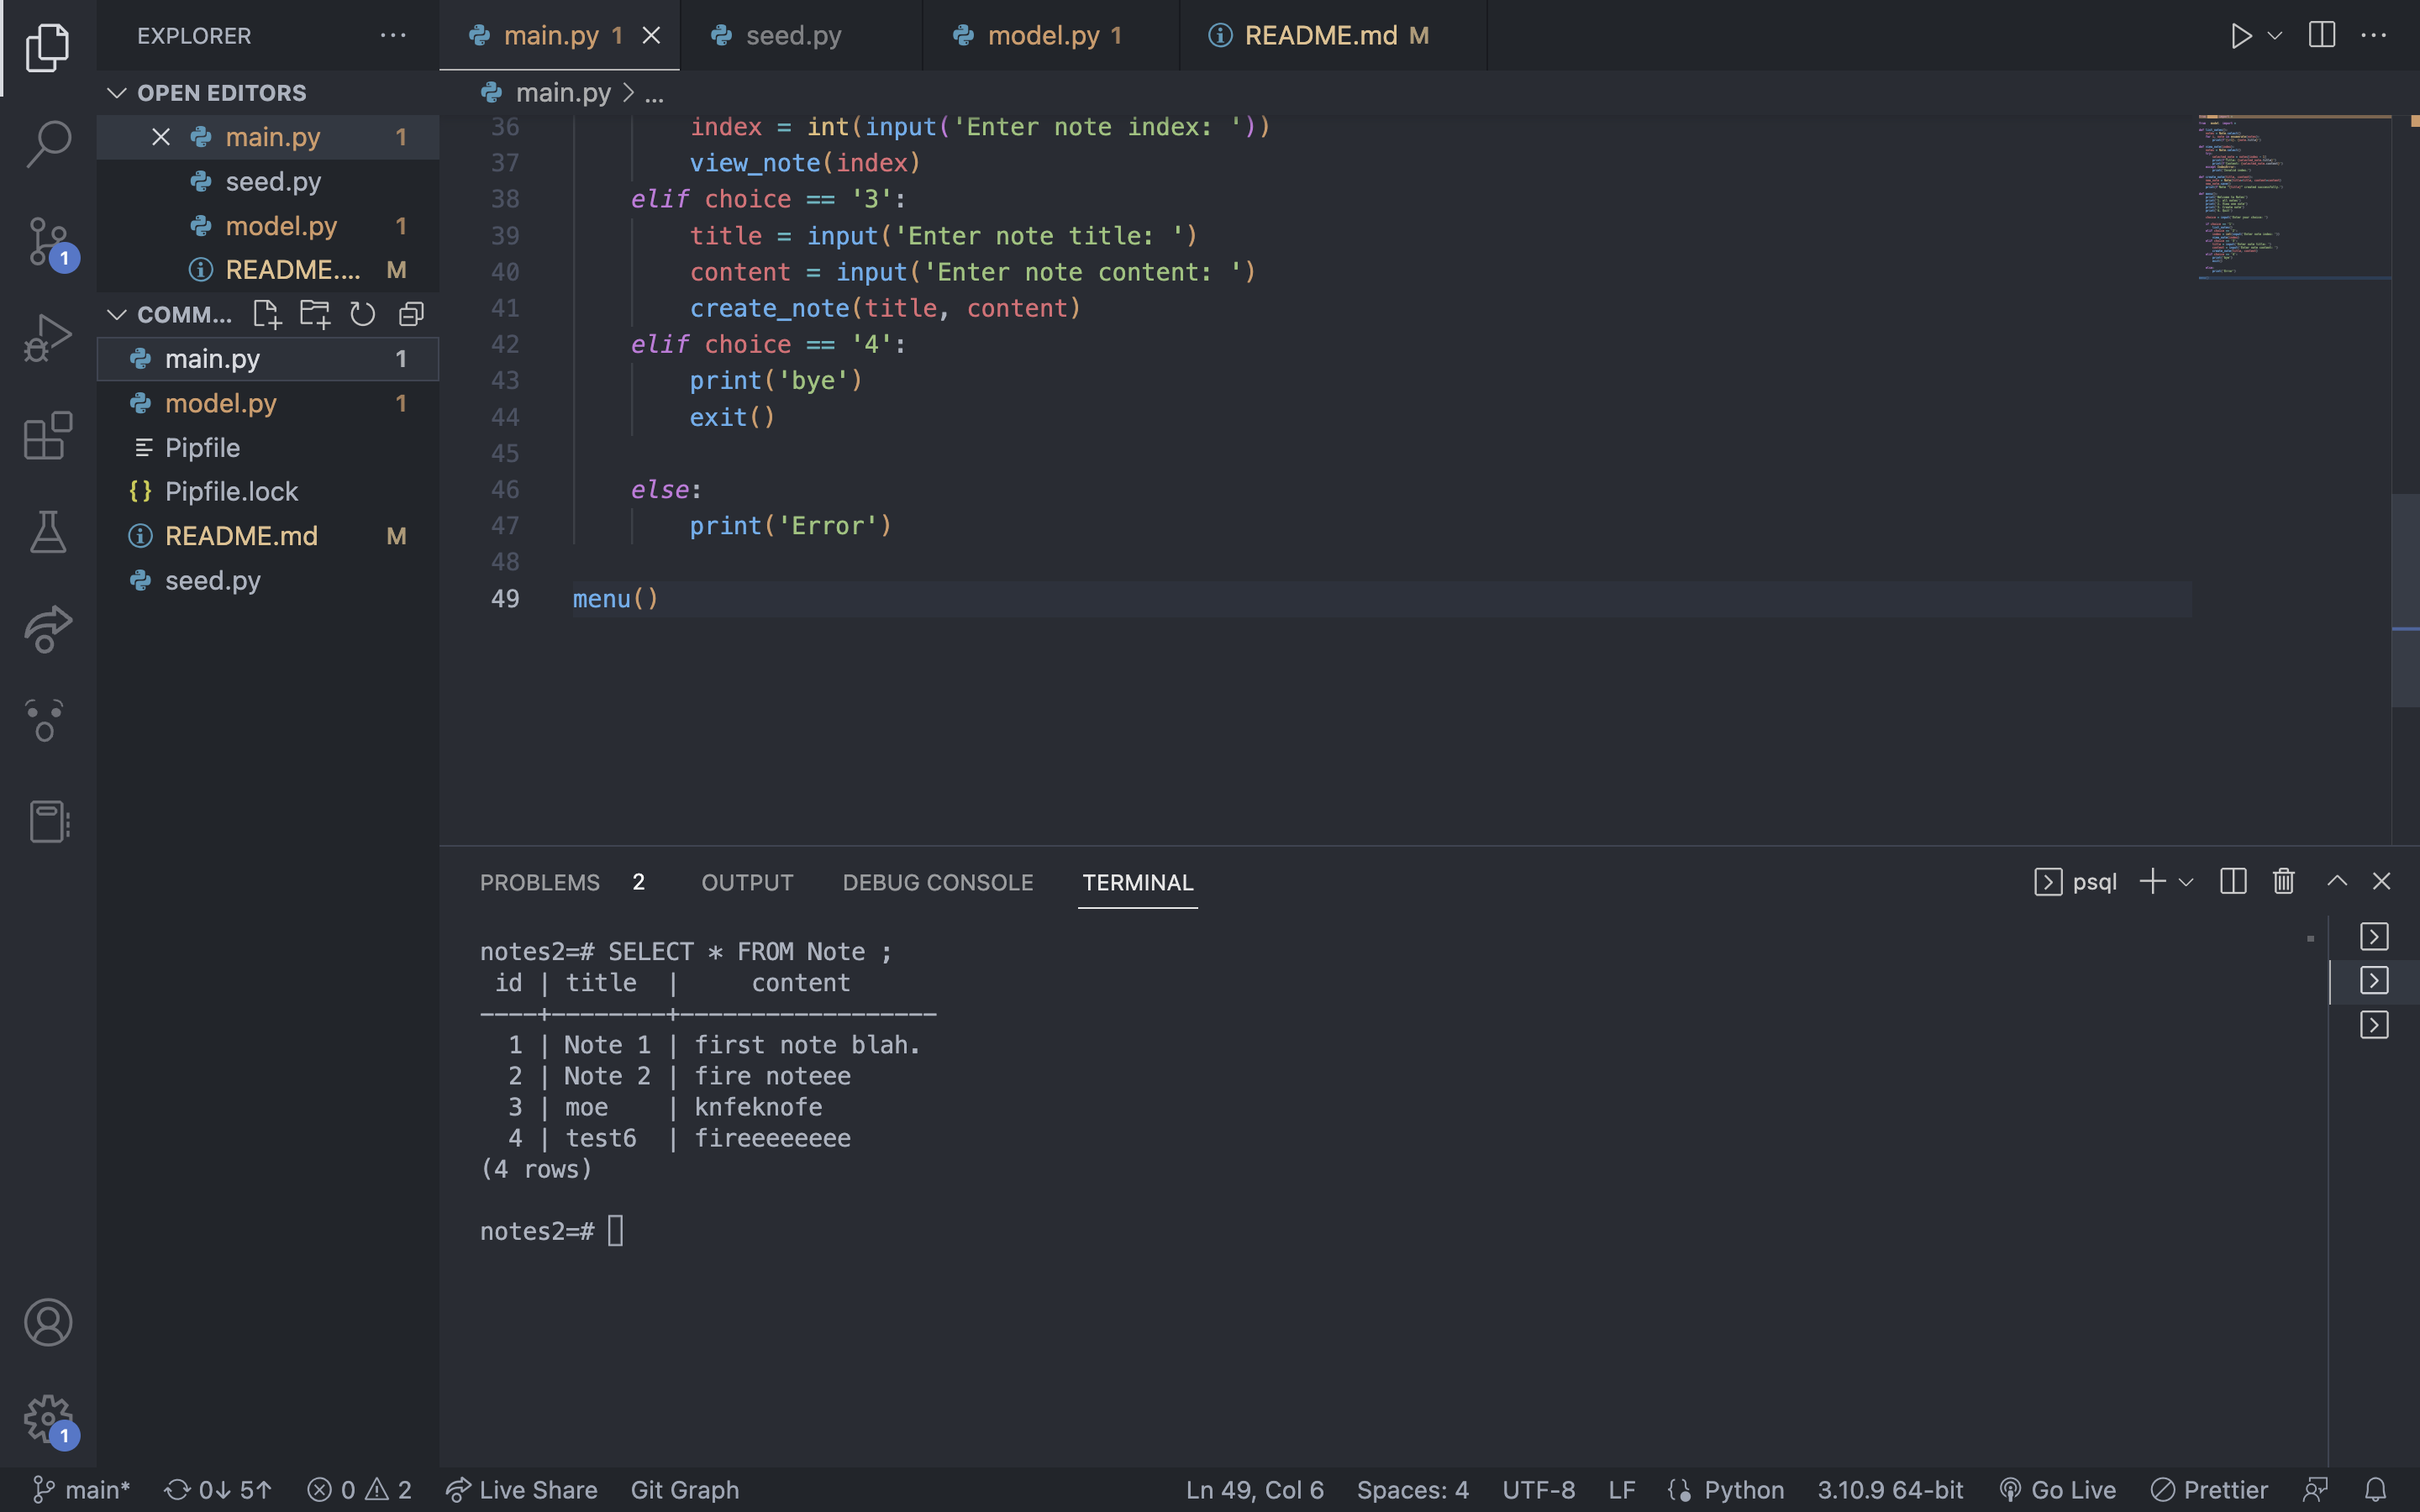 EXPLORER
OPEN EDITORS
main.py 1
seed.py
model.py 1
README.... M
COMM...
main.py 1
model.py 1
Pipfile
Pipfile.lock
README.md M
seed.py
1
1
main.py 1
seed.py
model.py 1
README.md M
main.py > ...
36 index = int(input('Enter note index: '))
37 view_note(index)
38 elif choice == '3':
39 title = input('Enter note title: ')
40 content = input('Enter note content: ')
41 create_note(title, content)
42 elif choice == '4':
43 print('bye')
44 exit()
45
46 else:
47 print('Error')
48
49 menu()
PROBLEMS 2 OUTPUT DEBUG CONSOLE TERMINAL
psql
notes2=# SELECT * FROM Note ;
id | title | content
----+--------+------------------
1 | Note 1 | first note blah.
2 | Note 2 | fire noteee
3 | moe | knfeknofe
4 | test6 | fireeeeeeee
(4 rows)
notes2=#
main* 0↓ 5↑ 0 2 Live Share Git Graph Ln 49, Col 6 Spaces: 4 UTF-8 LF Python 3.10.9 64-bit Go Live Prettier